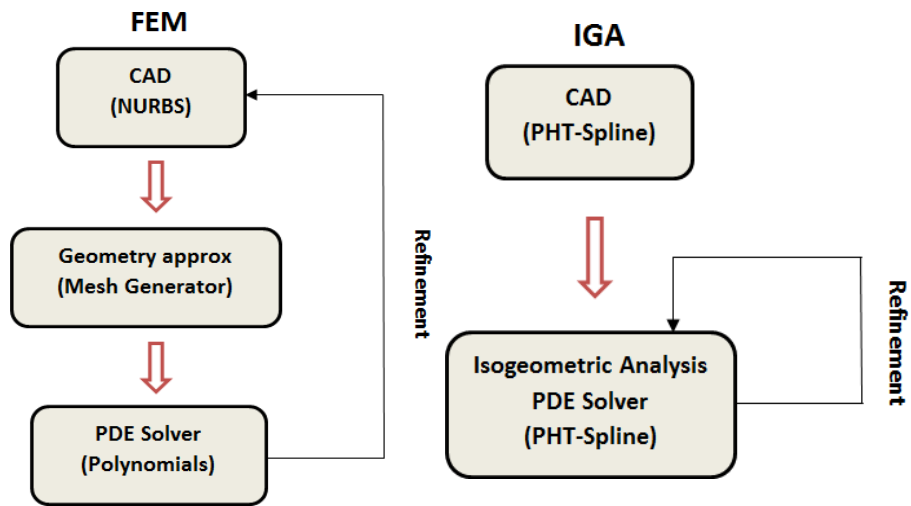 FEM
CAD
(NURBS)
Geometry approx
(Mesh Generator)
PDE Solver
(Polynomials)
Refinement
IGA
CAD
(PHT-Spline)
Isogeometric Analysis
PDE Solver
(PHT-Spline)
Refinement